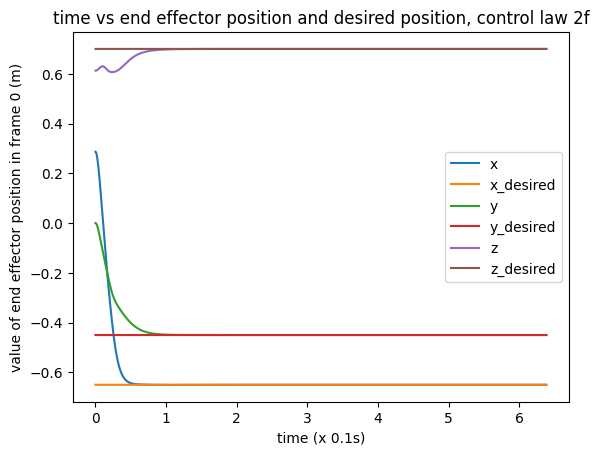 time vs end effector position and desired position, control law 2f
value of end effector position in frame 0 (m)
0.6
0.4
0.2
0.0
−0.2
−0.4
−0.6
x
x_desired
y
y_desired
z
z_desired
0 1 2 3 4 5 6
time (x 0.1s)